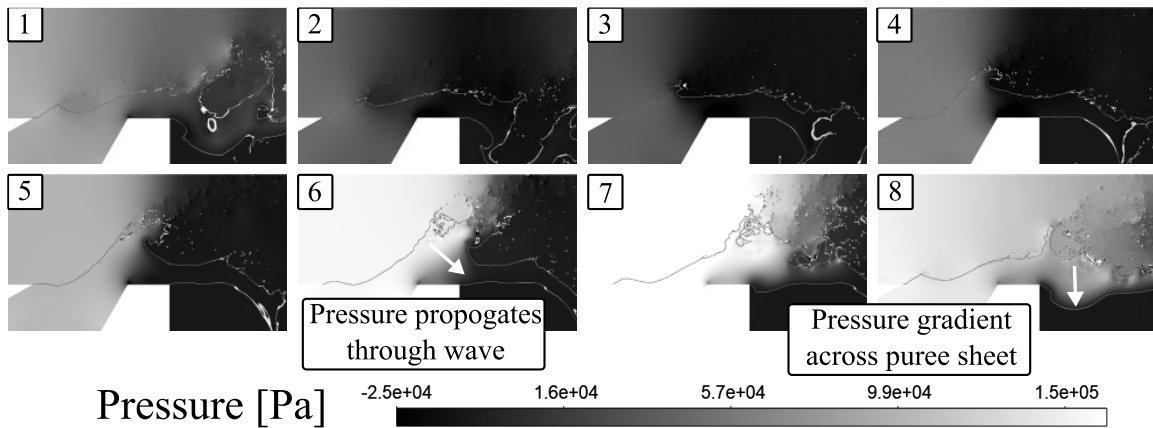 1
2
3
4
5
6
7
8
Pressure propogates
through wave
Pressure gradient
across puree sheet
Pressure [Pa]
-2.5e+04 1.6e+04 5.7e+04 9.9e+04 1.5e+05